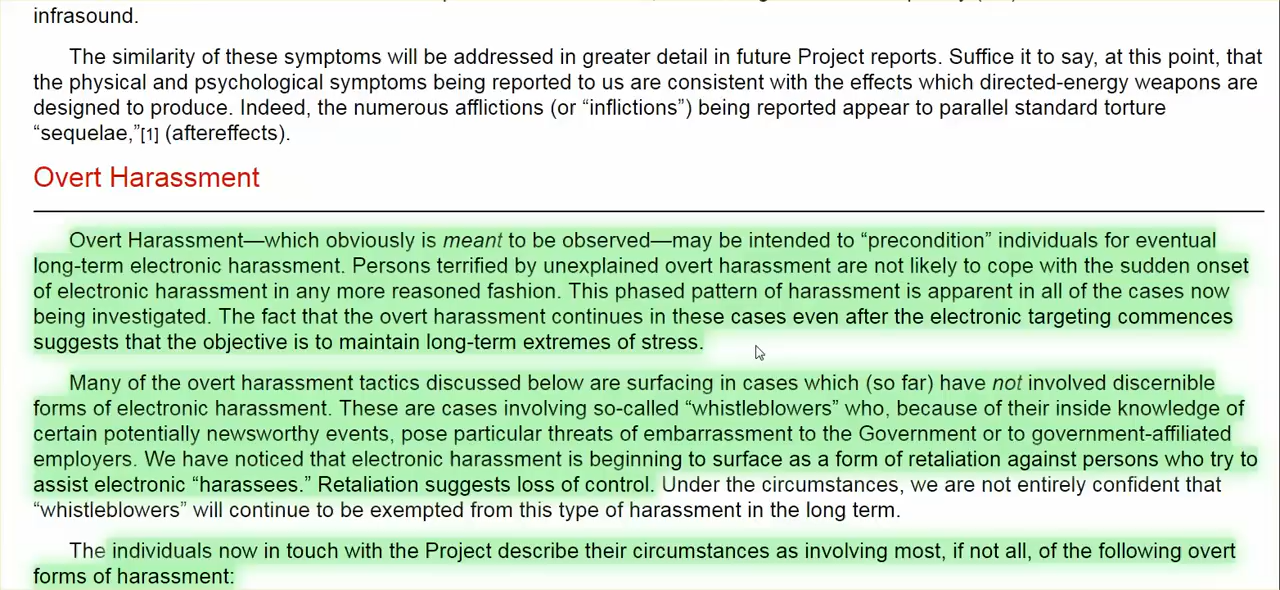 infrasound.
The similarity of these symptoms will be addressed in greater detail in future Project reports. Suffice it to say, at this point, that
the physical and psychological symptoms being reported to us are consistent with the effects which directed-energy weapons are
designed to produce. Indeed, the numerous afflictions (or “inflictions”) being reported appear to parallel standard torture
“sequelae,”[1] (aftereffects).
Overt Harassment
Overt Harassment—which obviously is meant to be observed—may be intended to “precondition” individuals for eventual
long-term electronic harassment. Persons terrified by unexplained overt harassment are not likely to cope with the sudden onset
of electronic harassment in any more reasoned fashion. This phased pattern of harassment is apparent in all of the cases now
being investigated. The fact that the overt harassment continues in these cases even after the electronic targeting commences
suggests that the objective is to maintain long-term extremes of stress.
Many of the overt harassment tactics discussed below are surfacing in cases which (so far) have not involved discernible
forms of electronic harassment. These are cases involving so-called “whistleblowers” who, because of their inside knowledge of
certain potentially newsworthy events, pose particular threats of embarrassment to the Government or to government-affiliated
employers. We have noticed that electronic harassment is beginning to surface as a form of retaliation against persons who try to
assist electronic “harassees.” Retaliation suggests loss of control. Under the circumstances, we are not entirely confident that
“whistleblowers” will continue to be exempted from this type of harassment in the long term.
The individuals now in touch with the Project describe their circumstances as involving most, if not all, of the following overt
forms of harassment: